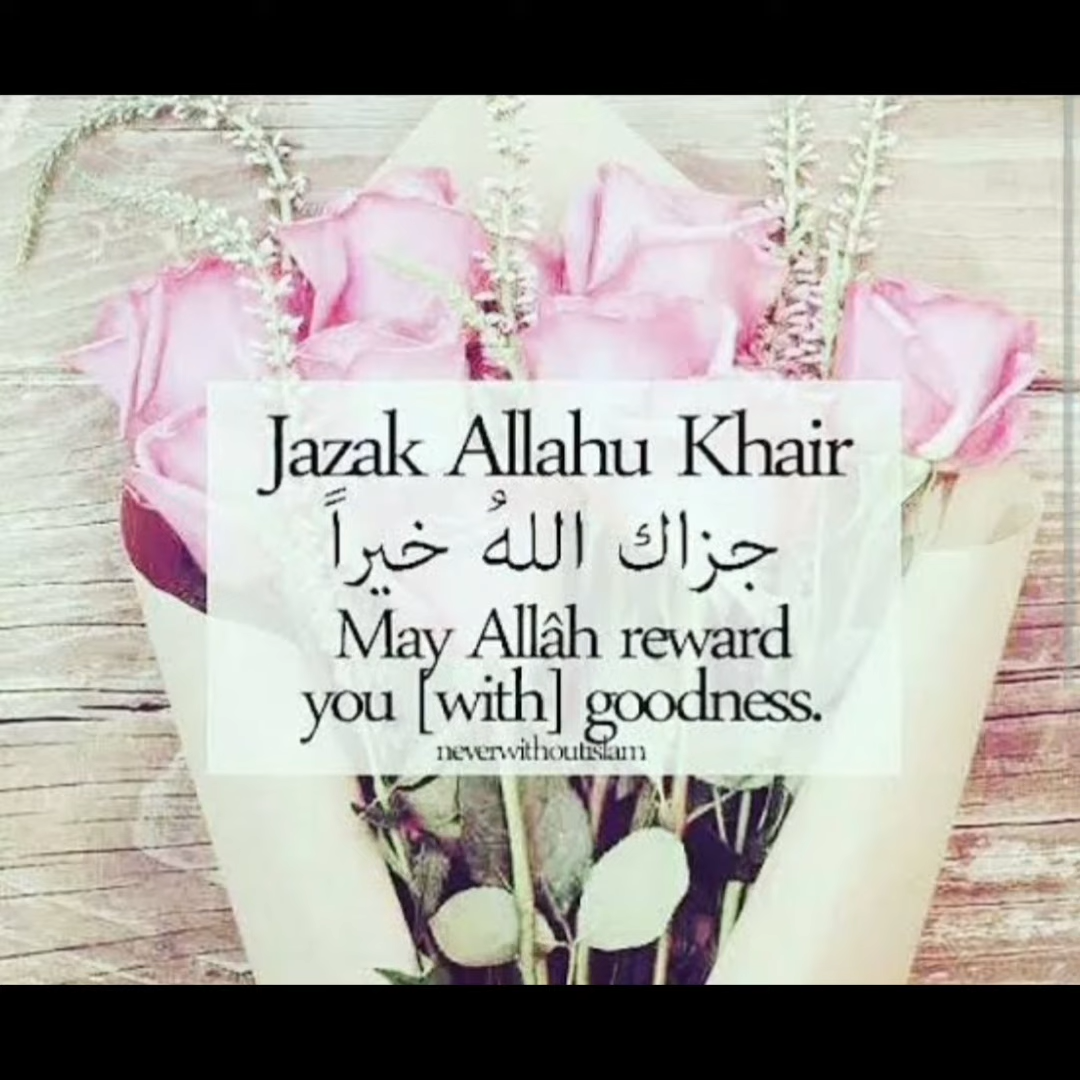 Jazak Allahu Khair
جزاك اللهُ خيراً
May Allâh reward
you [with] goodness.
neverwithoutislam